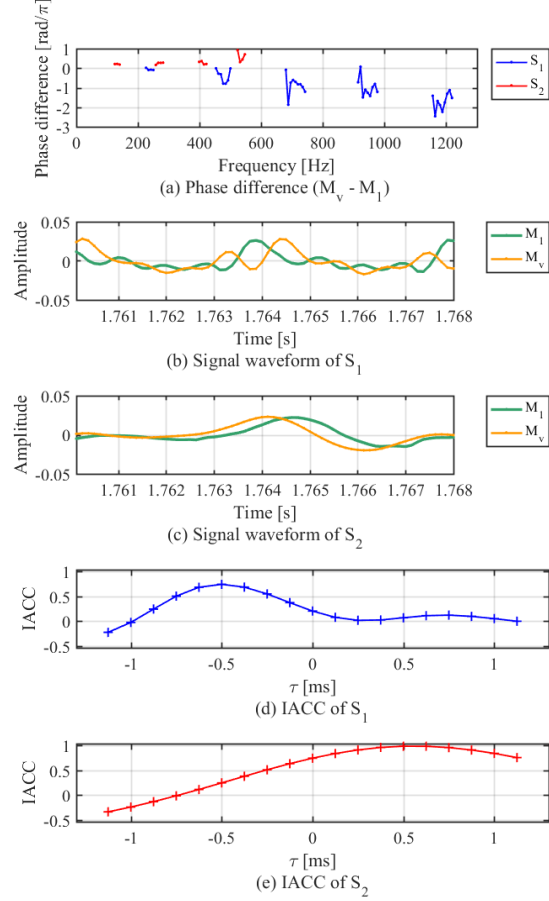 Phase difference [rad/π]
1
0
-1
-2
-3
0 200 400 600 800 1000 1200
Frequency [Hz]
S1
S2
(a) Phase difference (Mv - M1)
Amplitude
0.05
0
-0.05
1.761 1.762 1.763 1.764 1.765 1.766 1.767 1.768
Time [s]
M1
Mv
(b) Signal waveform of S1
Amplitude
0.05
0
-0.05
1.761 1.762 1.763 1.764 1.765 1.766 1.767 1.768
Time [s]
M1
Mv
(c) Signal waveform of S2
IACC
1
0.5
0
-0.5
-1 -0.5 0 0.5 1
τ [ms]
(d) IACC of S1
IACC
1
0.5
0
-0.5
-1 -0.5 0 0.5 1
τ [ms]
(e) IACC of S2